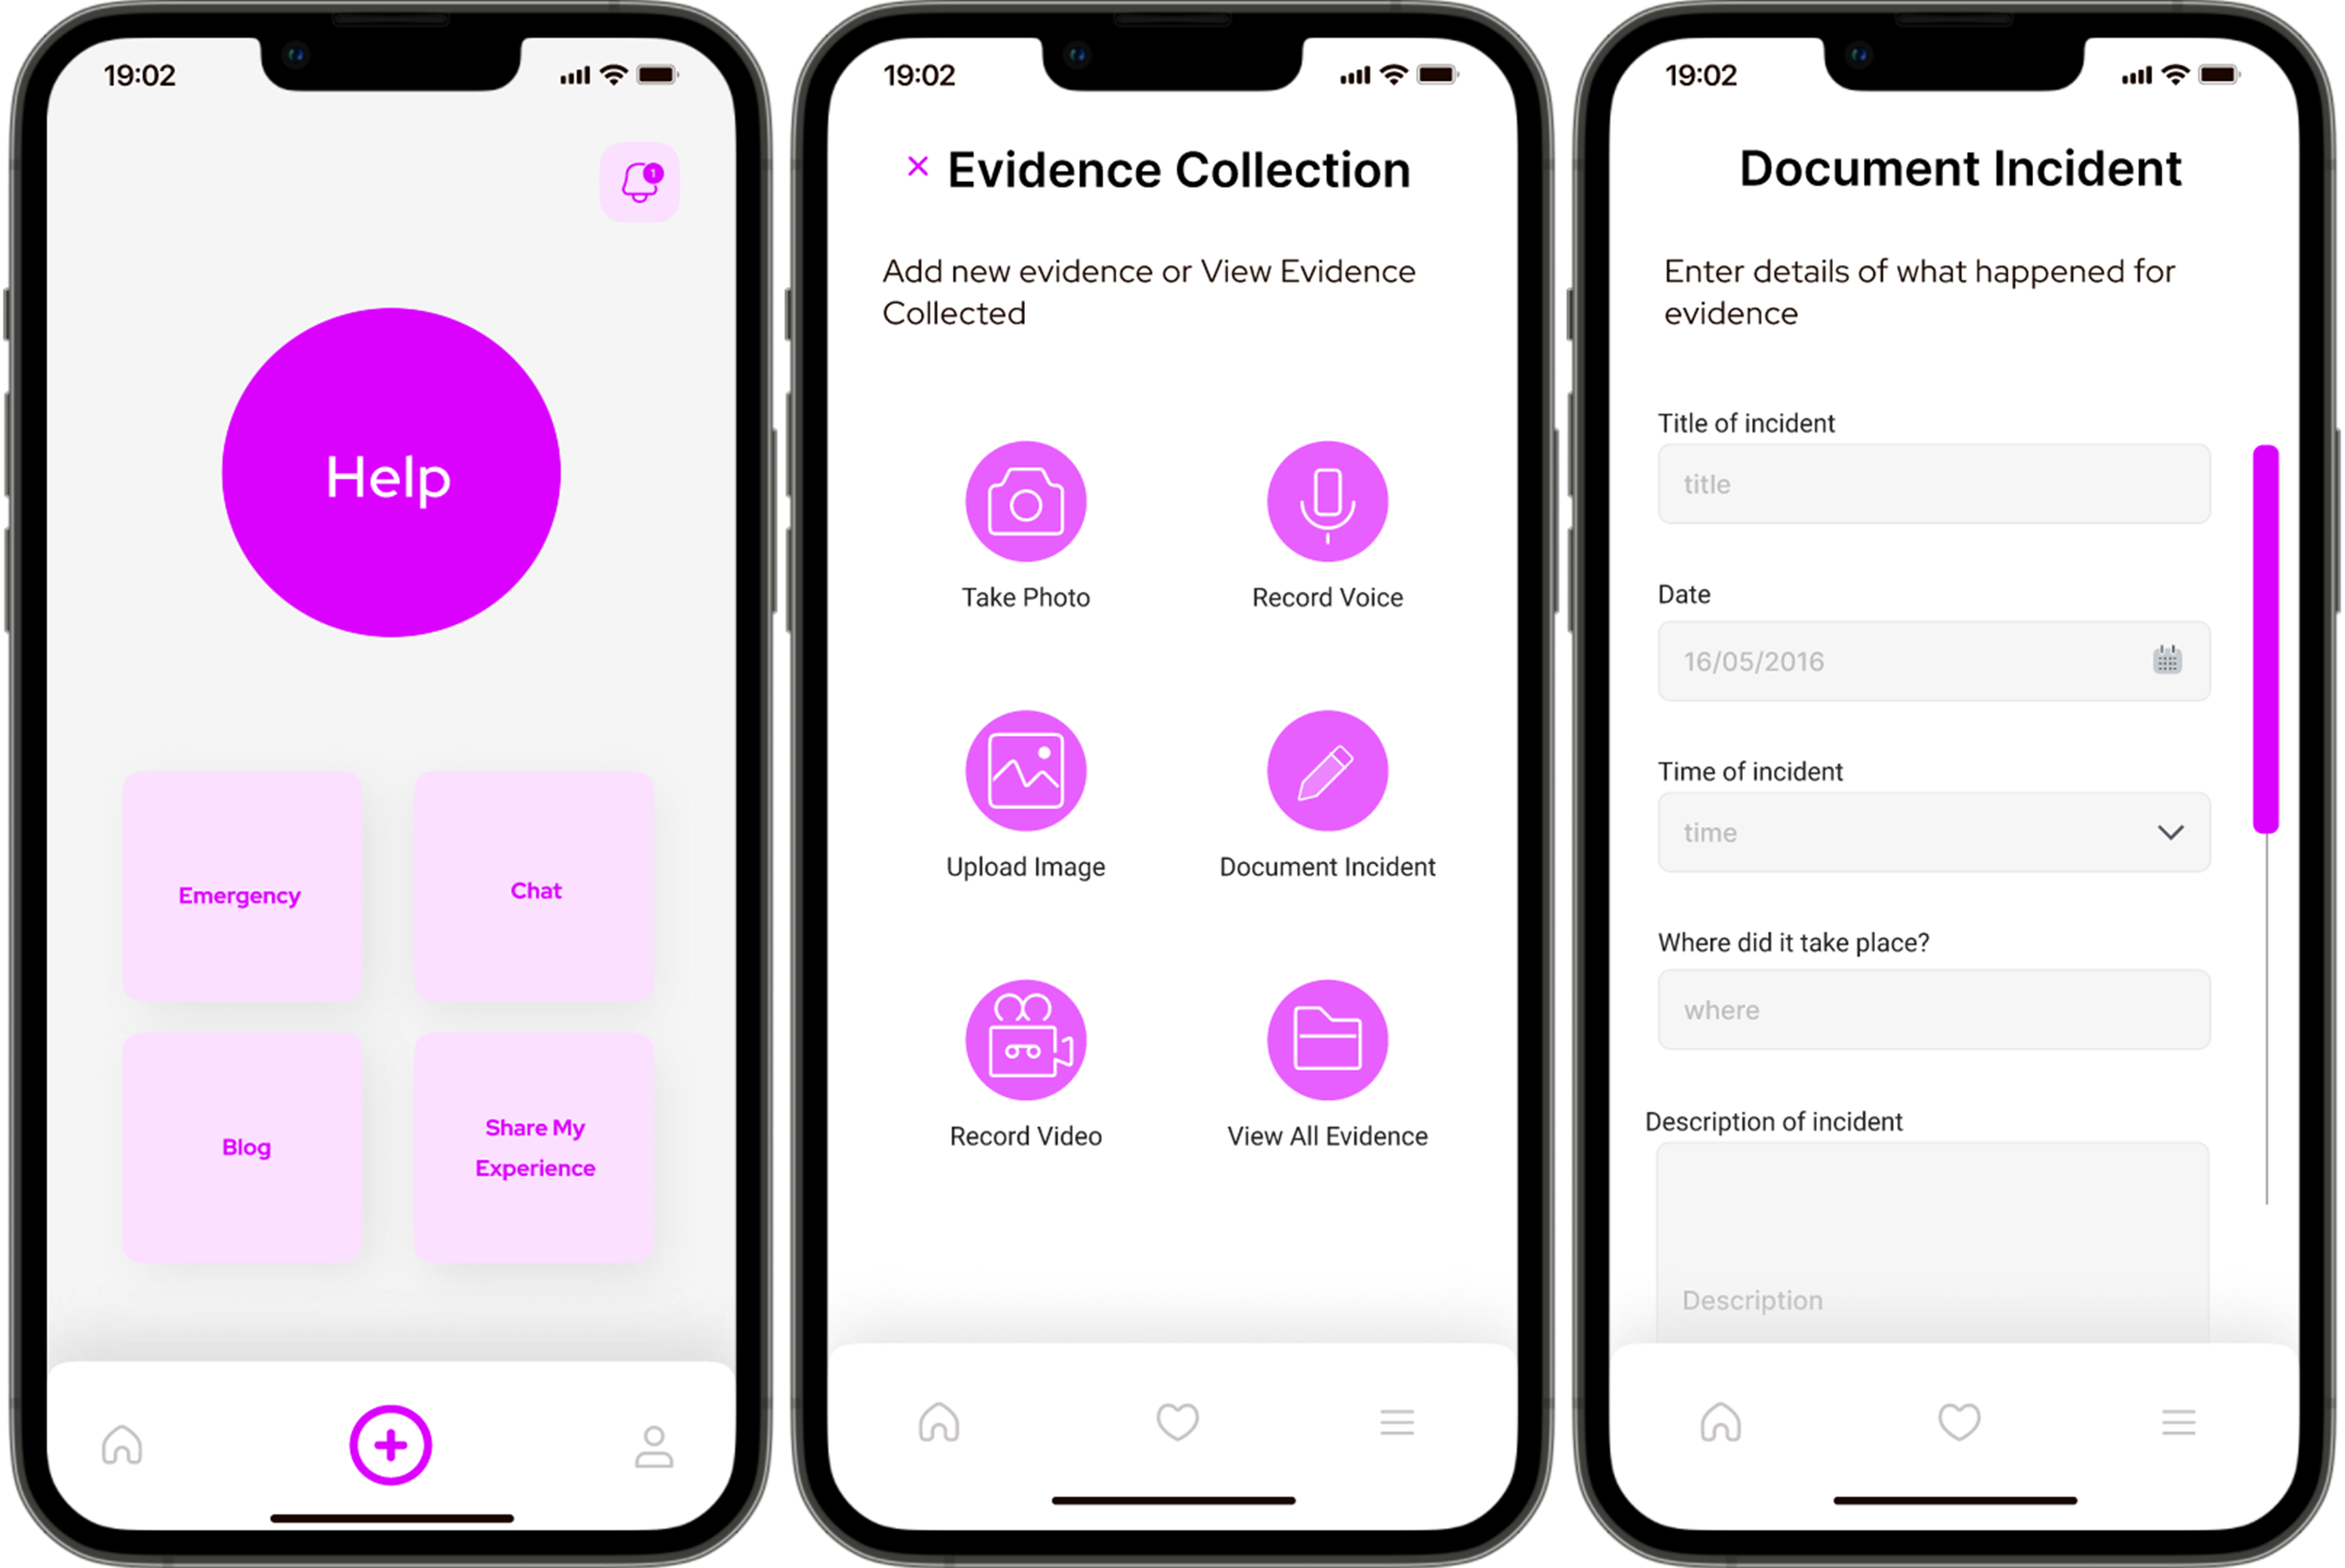 19:02
1
Help
Emergency
Chat
Blog
Share My
Experience
19:02
Evidence Collection
Add new evidence or View Evidence
Collected
Take Photo
Record Voice
Upload Image
Document Incident
Record Video
View All Evidence
19:02
Document Incident
Enter details of what happened for
evidence
Title of incident
title
Date
16/05/2016
Time of incident
time
Where did it take place?
where
Description of incident
Description